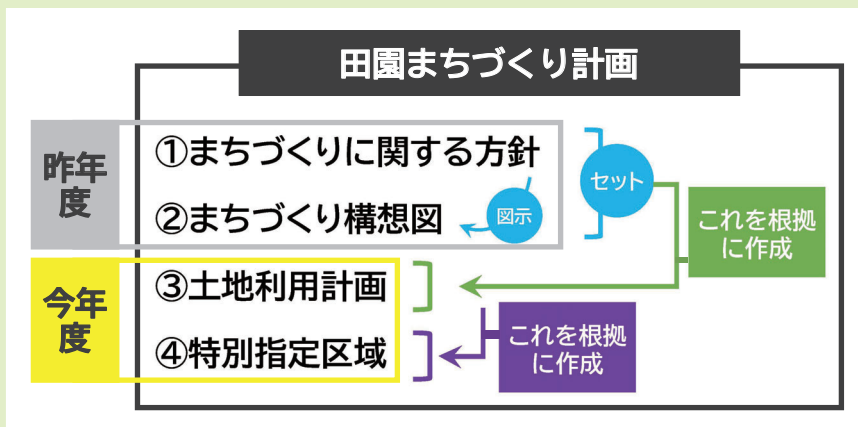 田園まちづくり計画
昨年
度
①まちづくりに関する方針
②まちづくり構想図
図示
セット
これを根拠
に作成
今年
度
③土地利用計画
④特別指定区域
これを根拠
に作成